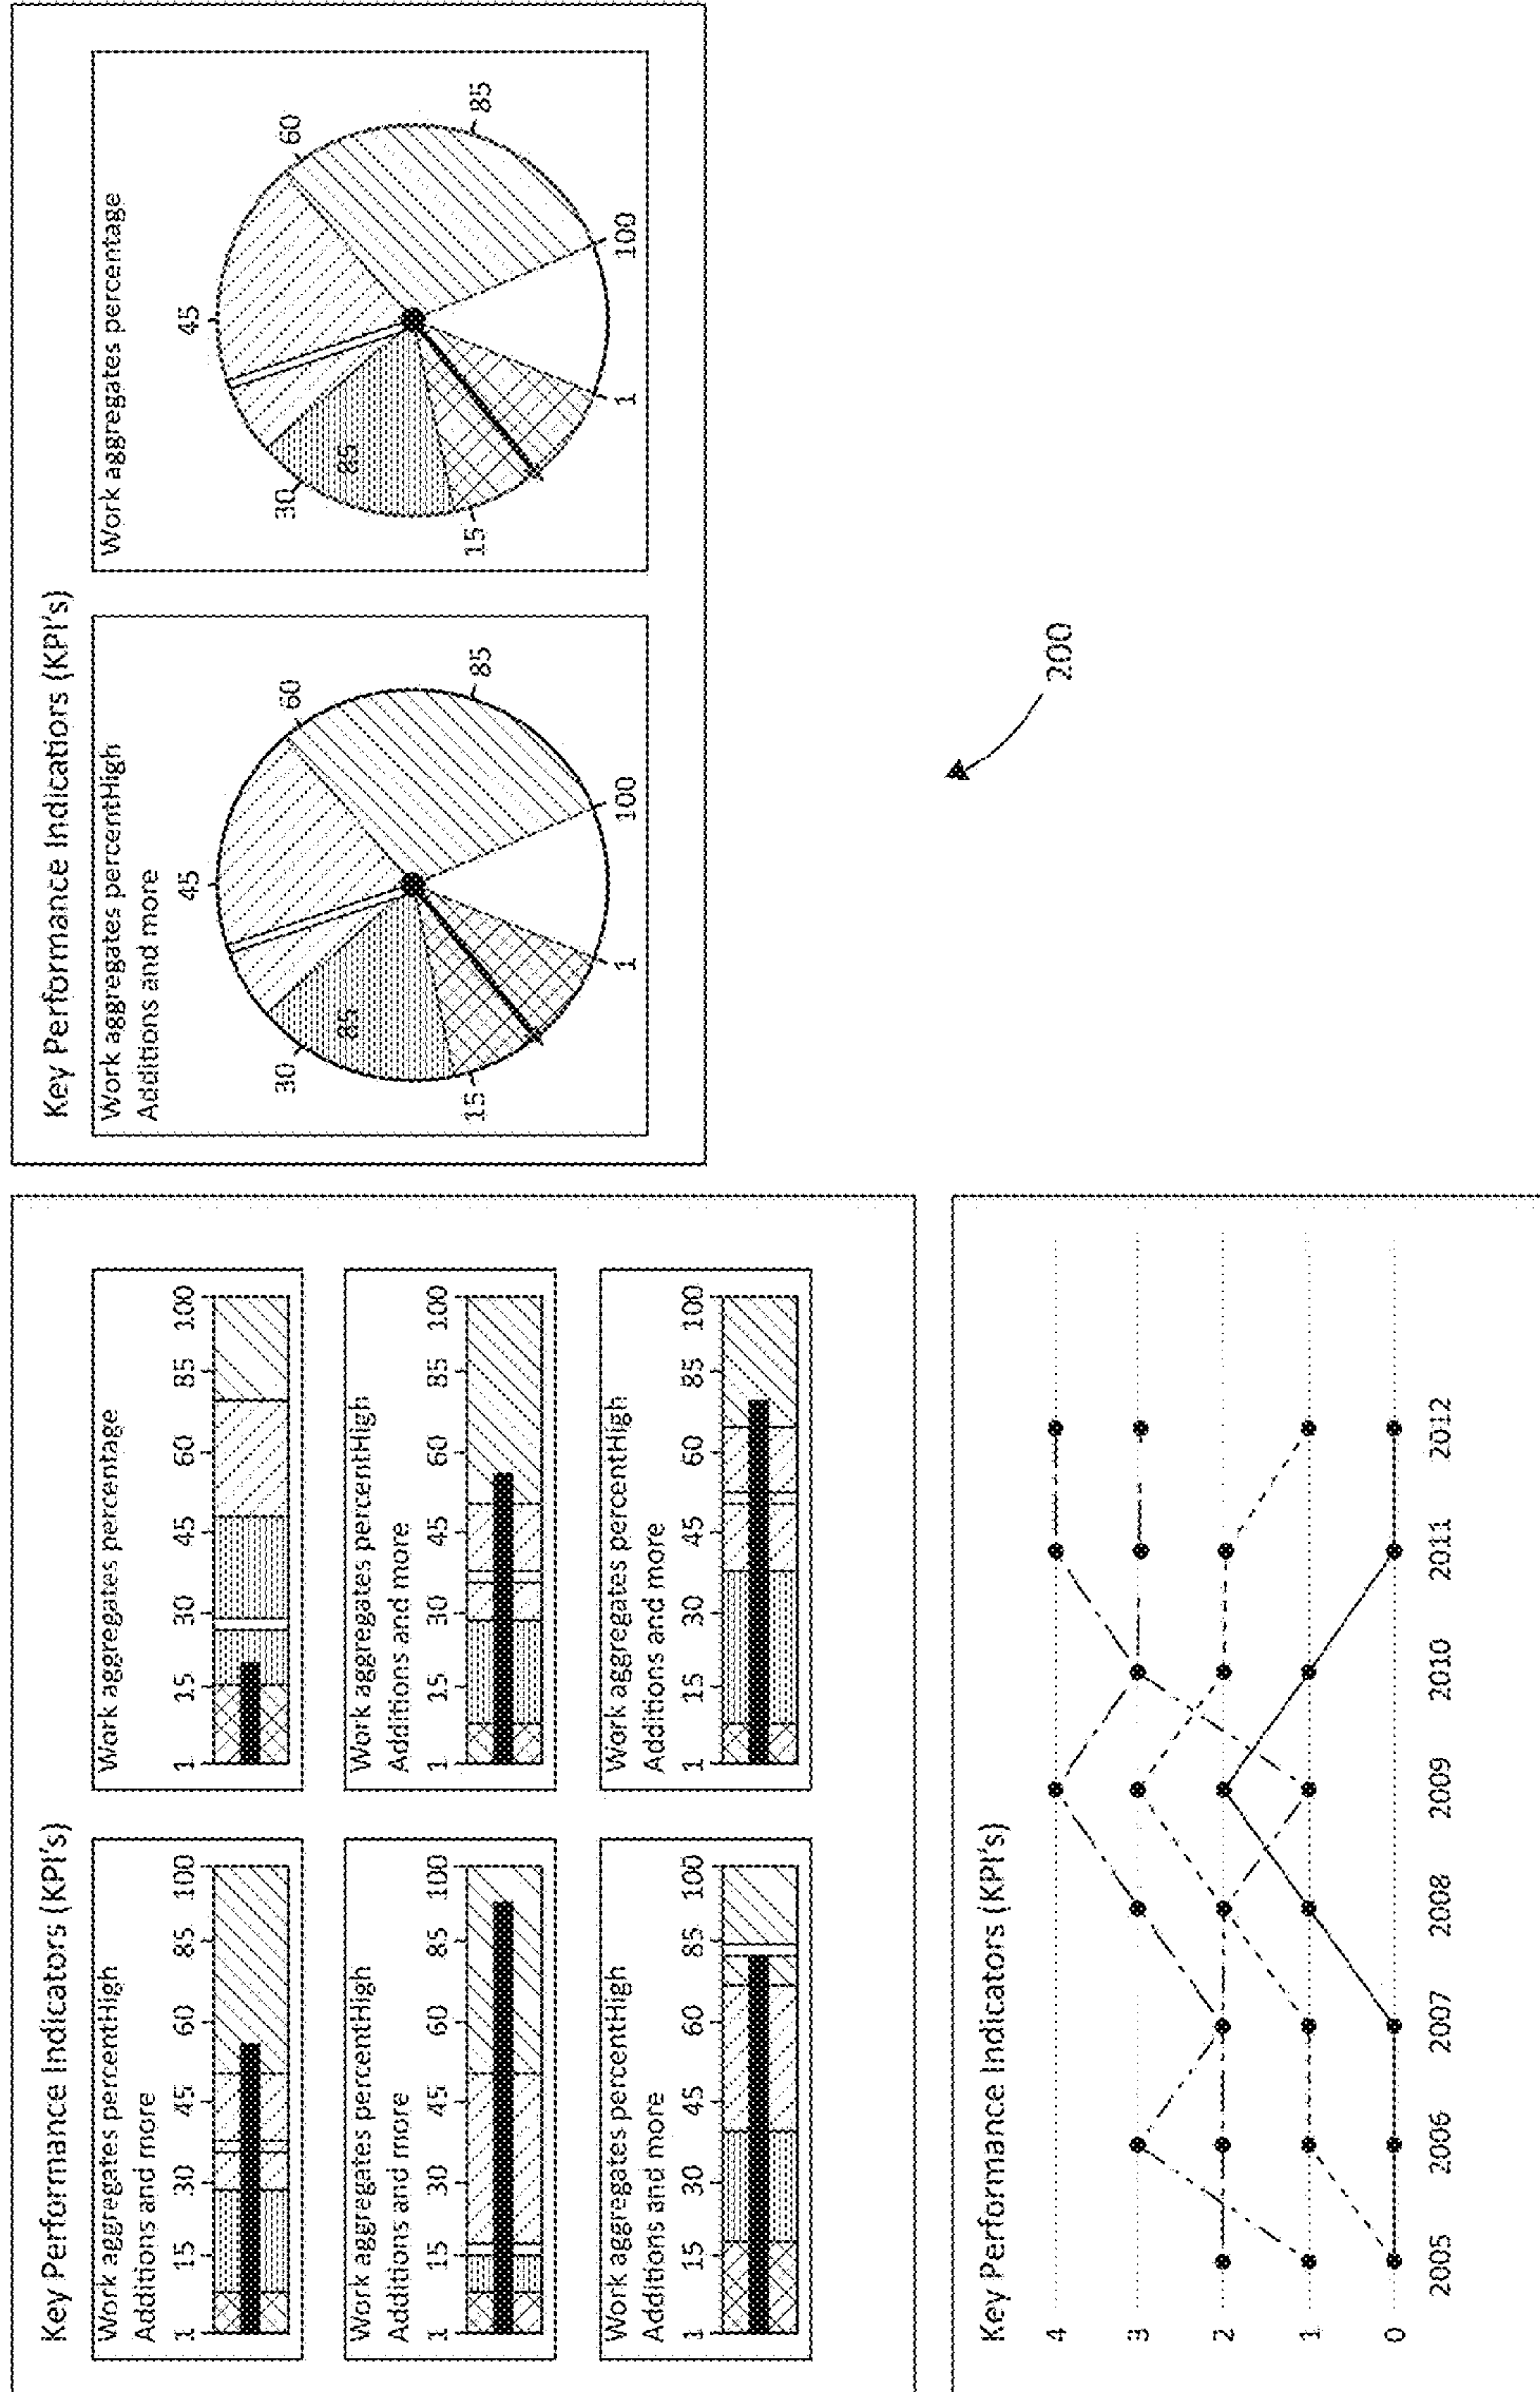 Key Performance Indicators (KPI's)
Work aggregates percentHigh
Additions and more
1 15 30 45 60 85 100
Work aggregates percentage
1 15 30 45 60 85 100
Work aggregates percentHigh
Additions and more
1 15 30 45 60 85 100
Work aggregates percentHigh
Additions and more
1 15 30 45 60 85 100
Work aggregates percentHigh
Additions and more
1 15 30 45 60 85 100
Work aggregates percentHigh
Additions and more
1 15 30 45 60 85 100
Key Performance Indicatiors (KPI's)
Work aggregates percentHigh
Additions and more
45
30
60
85
15
85
1
100
Work aggregates percentage
45
30
60
85
15
85
1
100
Key Performance Indicators (KPI's)
4
3
2
1
0
2005 2006 2007 2008 2009 2010 2011 2012
200